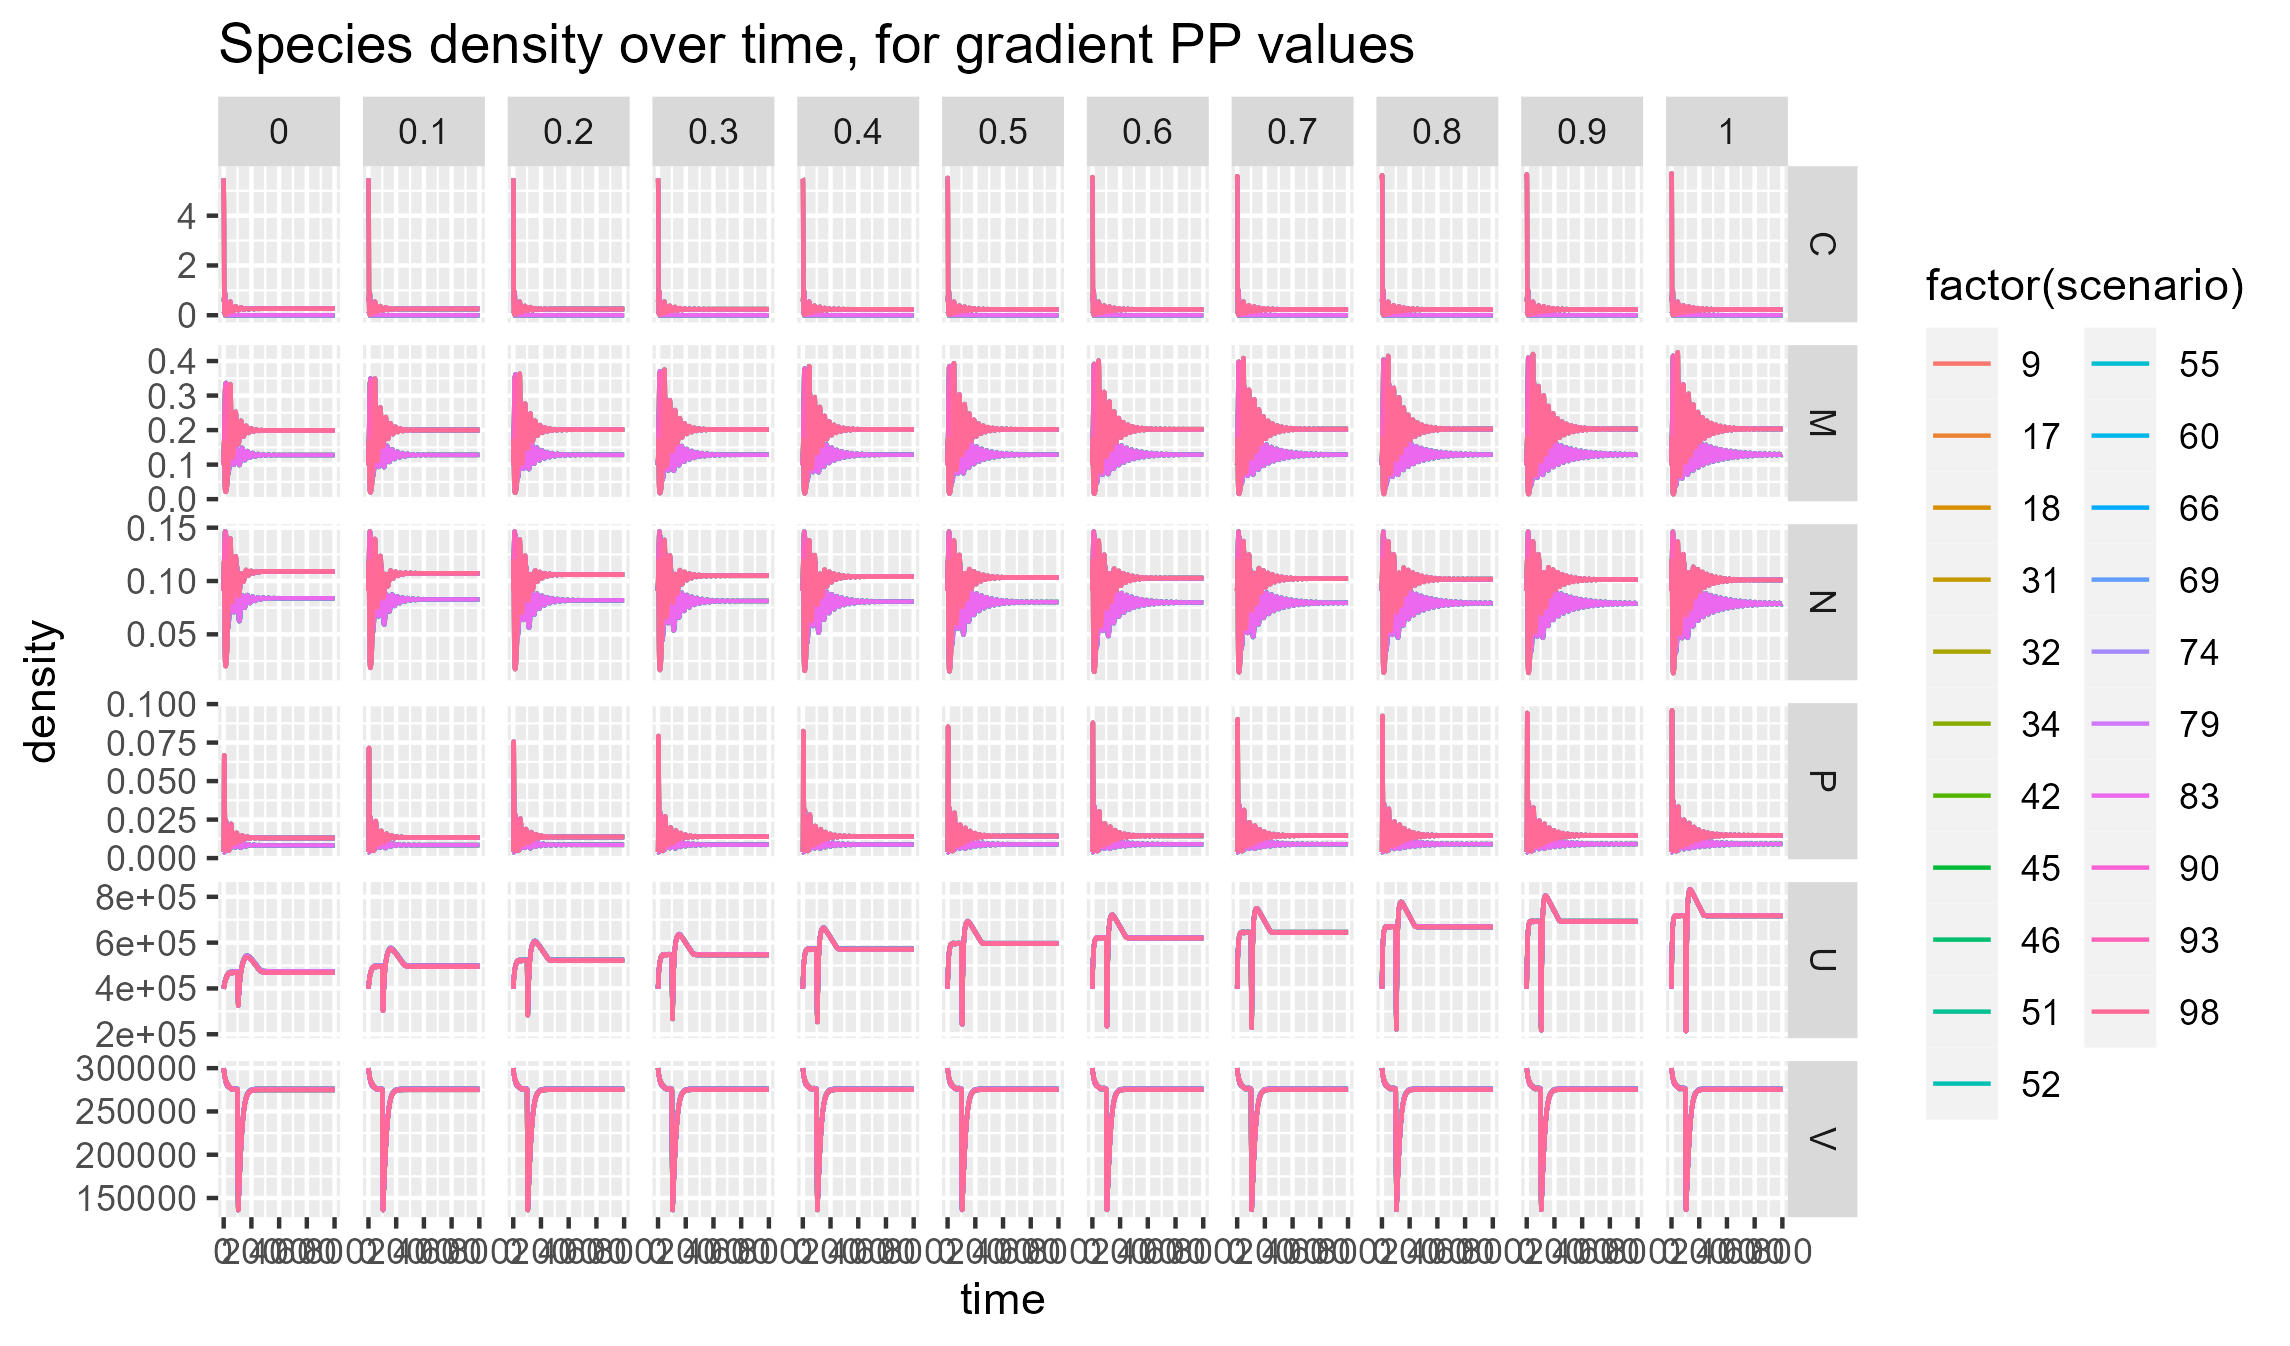 Species density over time, for gradient PP values
0 0.1 0.2 0.3 0.4 0.5 0.6 0.7 0.8 0.9 1
4
2
0
C
0.4
0.3
0.2
0.1
0.0
M
0.15
0.10
0.05
N
0.100
0.075
0.050
0.025
0.000
P
8e+05
6e+05
4e+05
2e+05
U
300000
250000
200000
150000
V
density
time
factor(scenario)
9 55
17 60
18 66
31 69
32 74
34 79
42 83
45 90
46 93
51 98
52